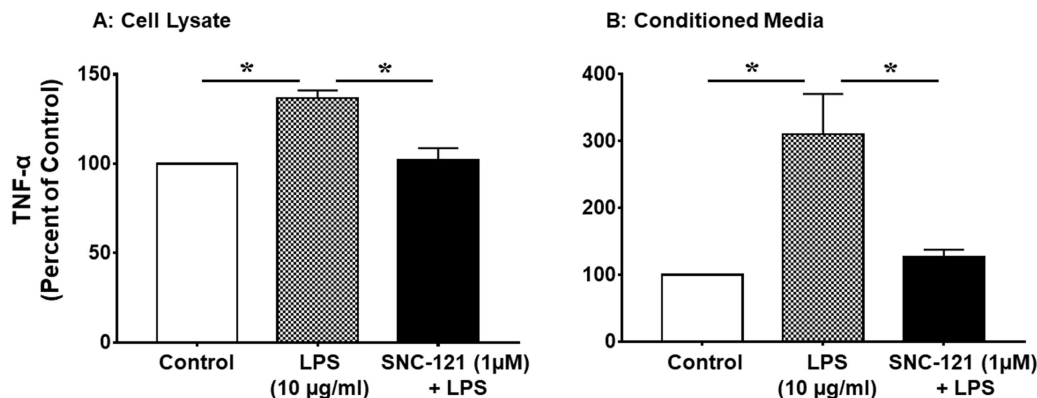 A: Cell Lysate
TNF-α
(Percent of Control)
150
100
50
0
*
*
Control
LPS
(10 µg/ml)
SNC-121 (1µM)
+ LPS
B: Conditioned Media
400
300
200
100
0
*
*
Control
LPS
(10 µg/ml)
SNC-121 (1µM)
+ LPS